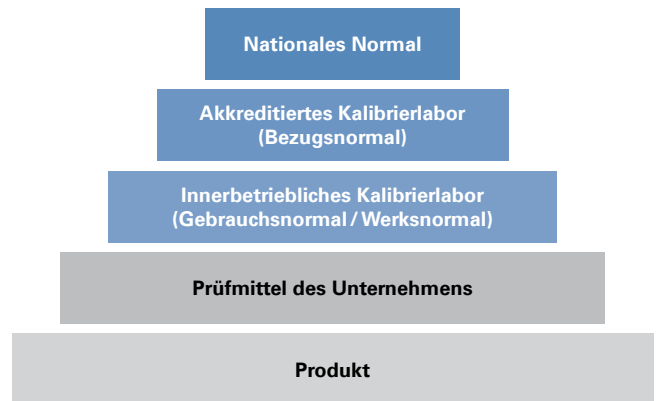 Nationales Normal
Akkreditiertes Kalibrierlabor
(Bezugsnormal)
Innerbetriebliches Kalibrierlabor
(Gebrauchsnormal / Werksnormal)
Prüfmittel des Unternehmens
Produkt